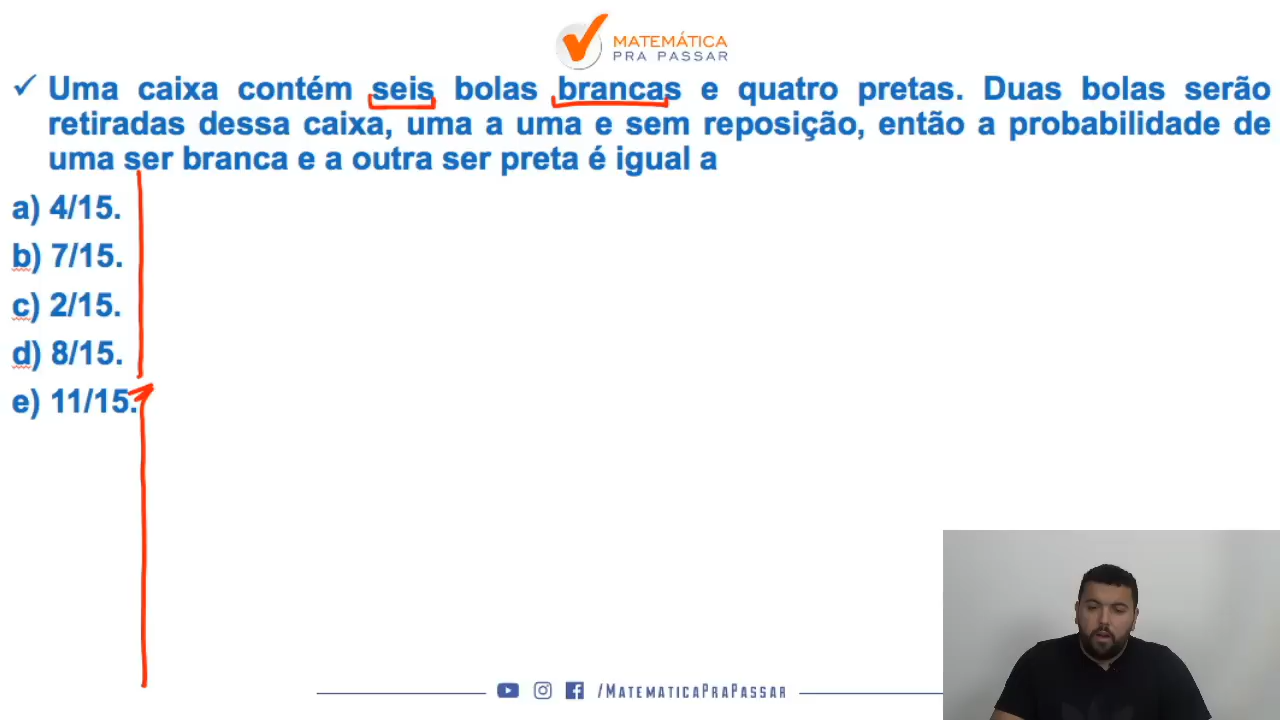 MATEMÁTICA
PRA PASSAR
✓ Uma caixa contém seis bolas brancas e quatro pretas. Duas bolas serão
retiradas dessa caixa, uma a uma e sem reposição, então a probabilidade de
uma ser branca e a outra ser preta é igual a
a) 4/15.
b) 7/15.
c) 2/15.
d) 8/15.
e) 11/15.
/MATEMATICAPRAPASSAR